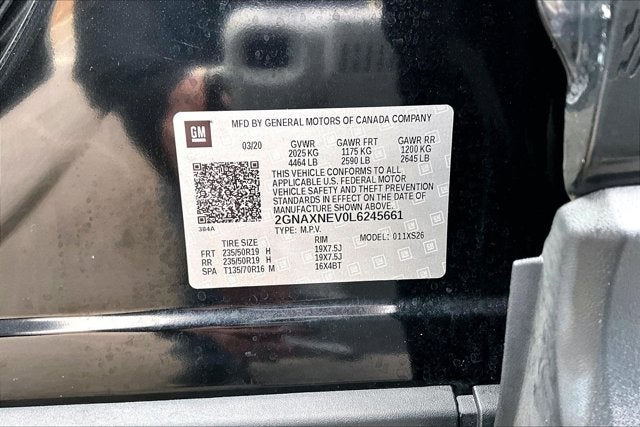 GM
MFD BY GENERAL MOTORS OF CANADA COMPANY
03/20 GVWR GAWR FRT GAWR RR
2025 KG 1175 KG 1200 KG
4464 LB 2590 LB 2645 LB
THIS VEHICLE CONFORMS TO ALL
APPLICABLE U.S. FEDERAL MOTOR
VEHICLE SAFETY AND THEFT PREVENTION
STANDARDS IN EFFECT ON THE DATE OF
MANUFACTURE SHOWN ABOVE.
384A 2GNAXNEV0L6245661
TYPE: M.P.V. MODEL: 011XS26
TIRE SIZE RIM
FRT 235/50R19 H 19X7.5J
RR 235/50R19 H 19X7.5J
SPA T135/70R16 M 16X4BT